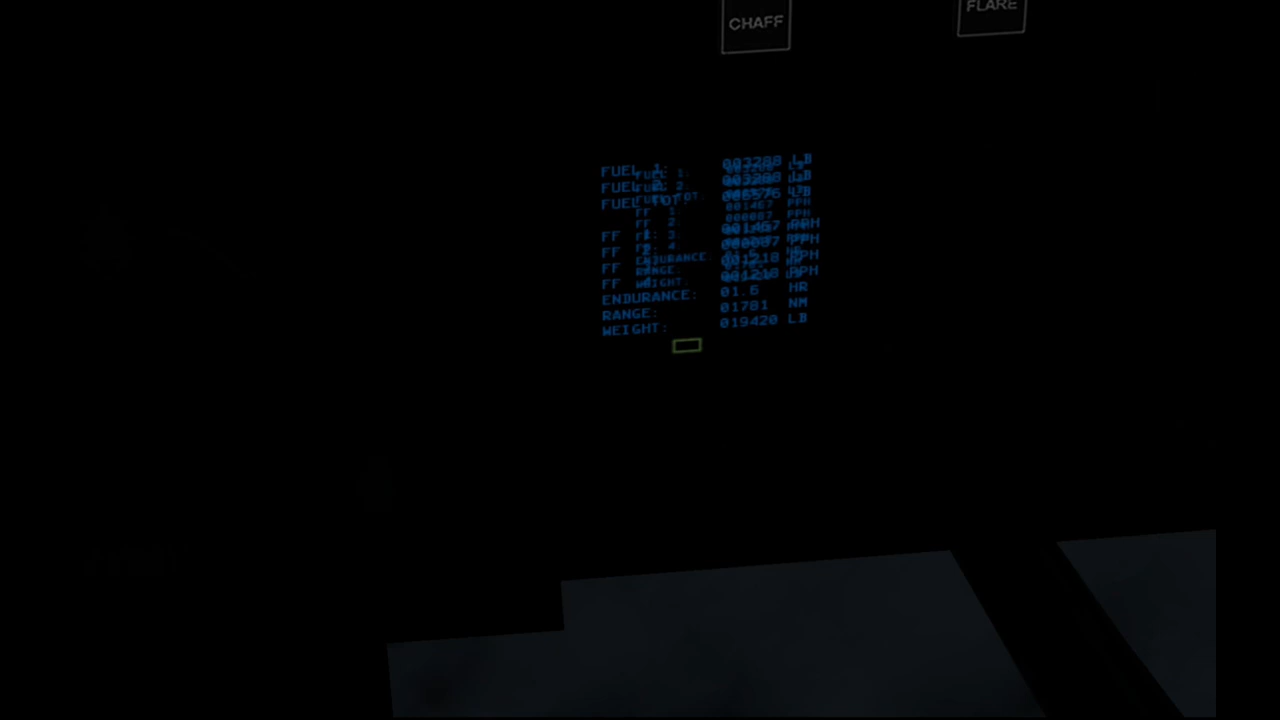 CHAFF
FLARE
FUEL 1: 003288 LB
FUEL 2: 003288 LB
FUEL TOT: 006576 LB
FF 1: 001467 PPH
FF 2: 000087 PPH
FF 3: 001218 PPH
FF 4: 001218 PPH
ENDURANCE: 01.6 HR
RANGE: 01781 NM
WEIGHT: 019420 LB